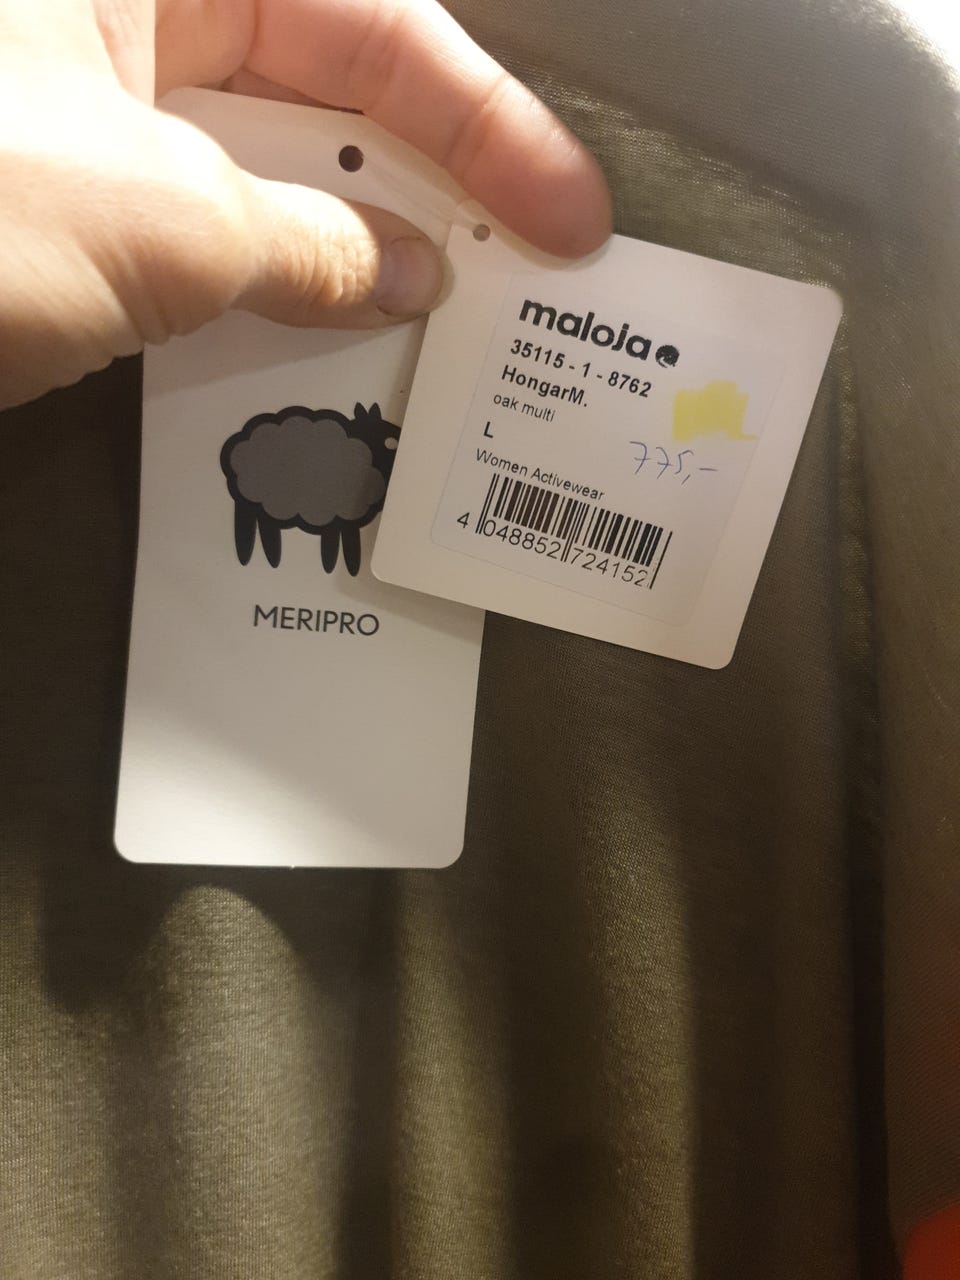 maloja
35115 - 1 - 8762
HongarM.
oak multi
775,-
L
Women Activewear
4 048852 724152
MERIPRO